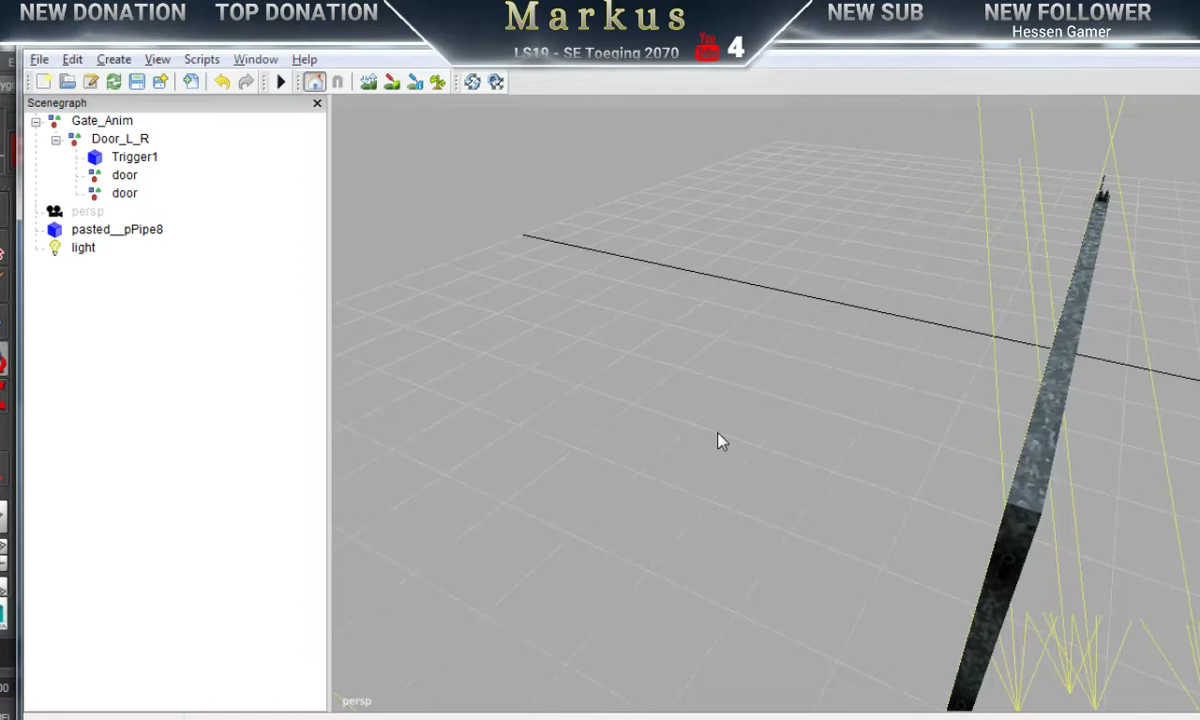 NEW DONATION
TOP DONATION
Markus
LS19 - SE Toeging 2070
You
4
NEW SUB
NEW FOLLOWER
Hessen Gamer
File Edit Create View Scripts Window Help
Scenegraph
Gate_Anim
Door_L_R
Trigger1
door
door
persp
pasted__pPipe8
light
persp